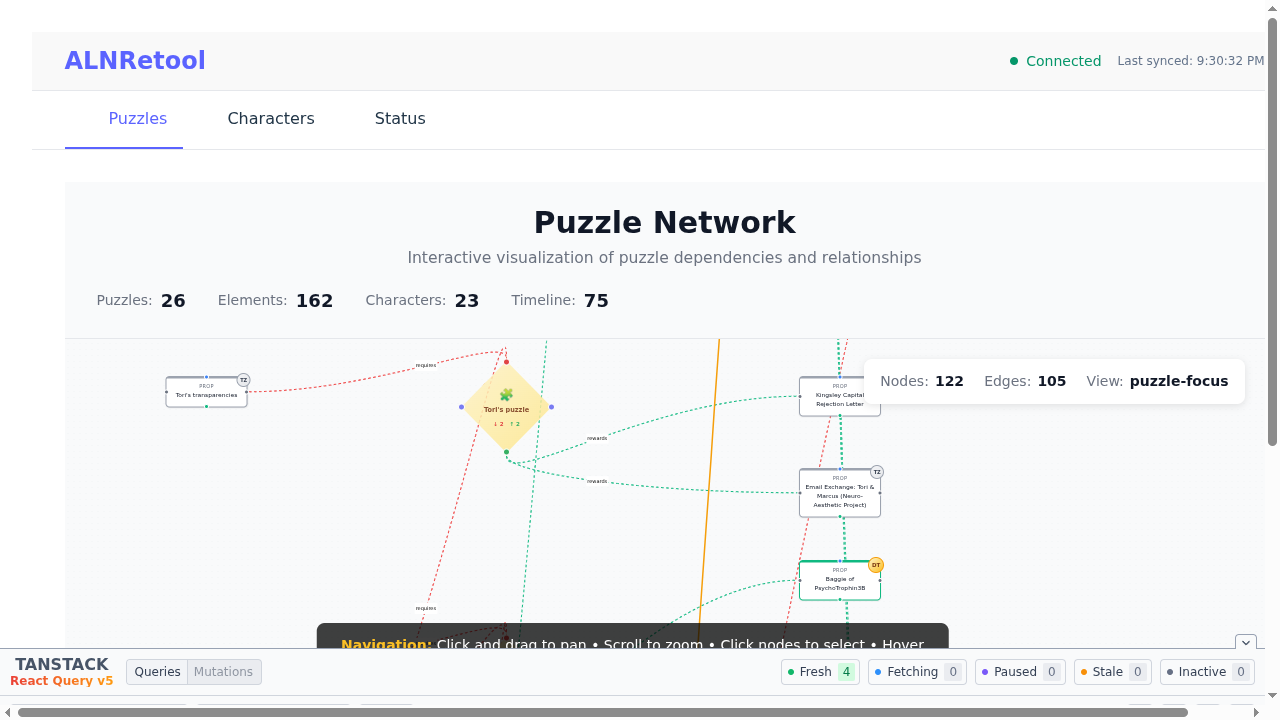 ALNRetool
Connected
Last synced: 9:30:32 PM
Puzzles
Characters
Status
Puzzle Network
Interactive visualization of puzzle dependencies and relationships
Puzzles: 26
Elements: 162
Characters: 23
Timeline: 75
Nodes: 122
Edges: 105
View: puzzle-focus
requires
PROP
Tori's transparencies
TZ
🧩
Tori's puzzle
↓ 2 ↑ 2
PROP
Kingsley Capital
Rejection Letter
rewards
rewards
TZ
PROP
Email Exchange: Tori &
Marcus (Neuro-
Aesthetic Project)
DT
PROP
Baggie of
PsychoTrophin3B
requires
Navigation: Click and drag to pan • Scroll to zoom • Click nodes to select • Hover
TANSTACK
React Query v5
Queries
Mutations
Fresh 4
Fetching 0
Paused 0
Stale 0
Inactive 0